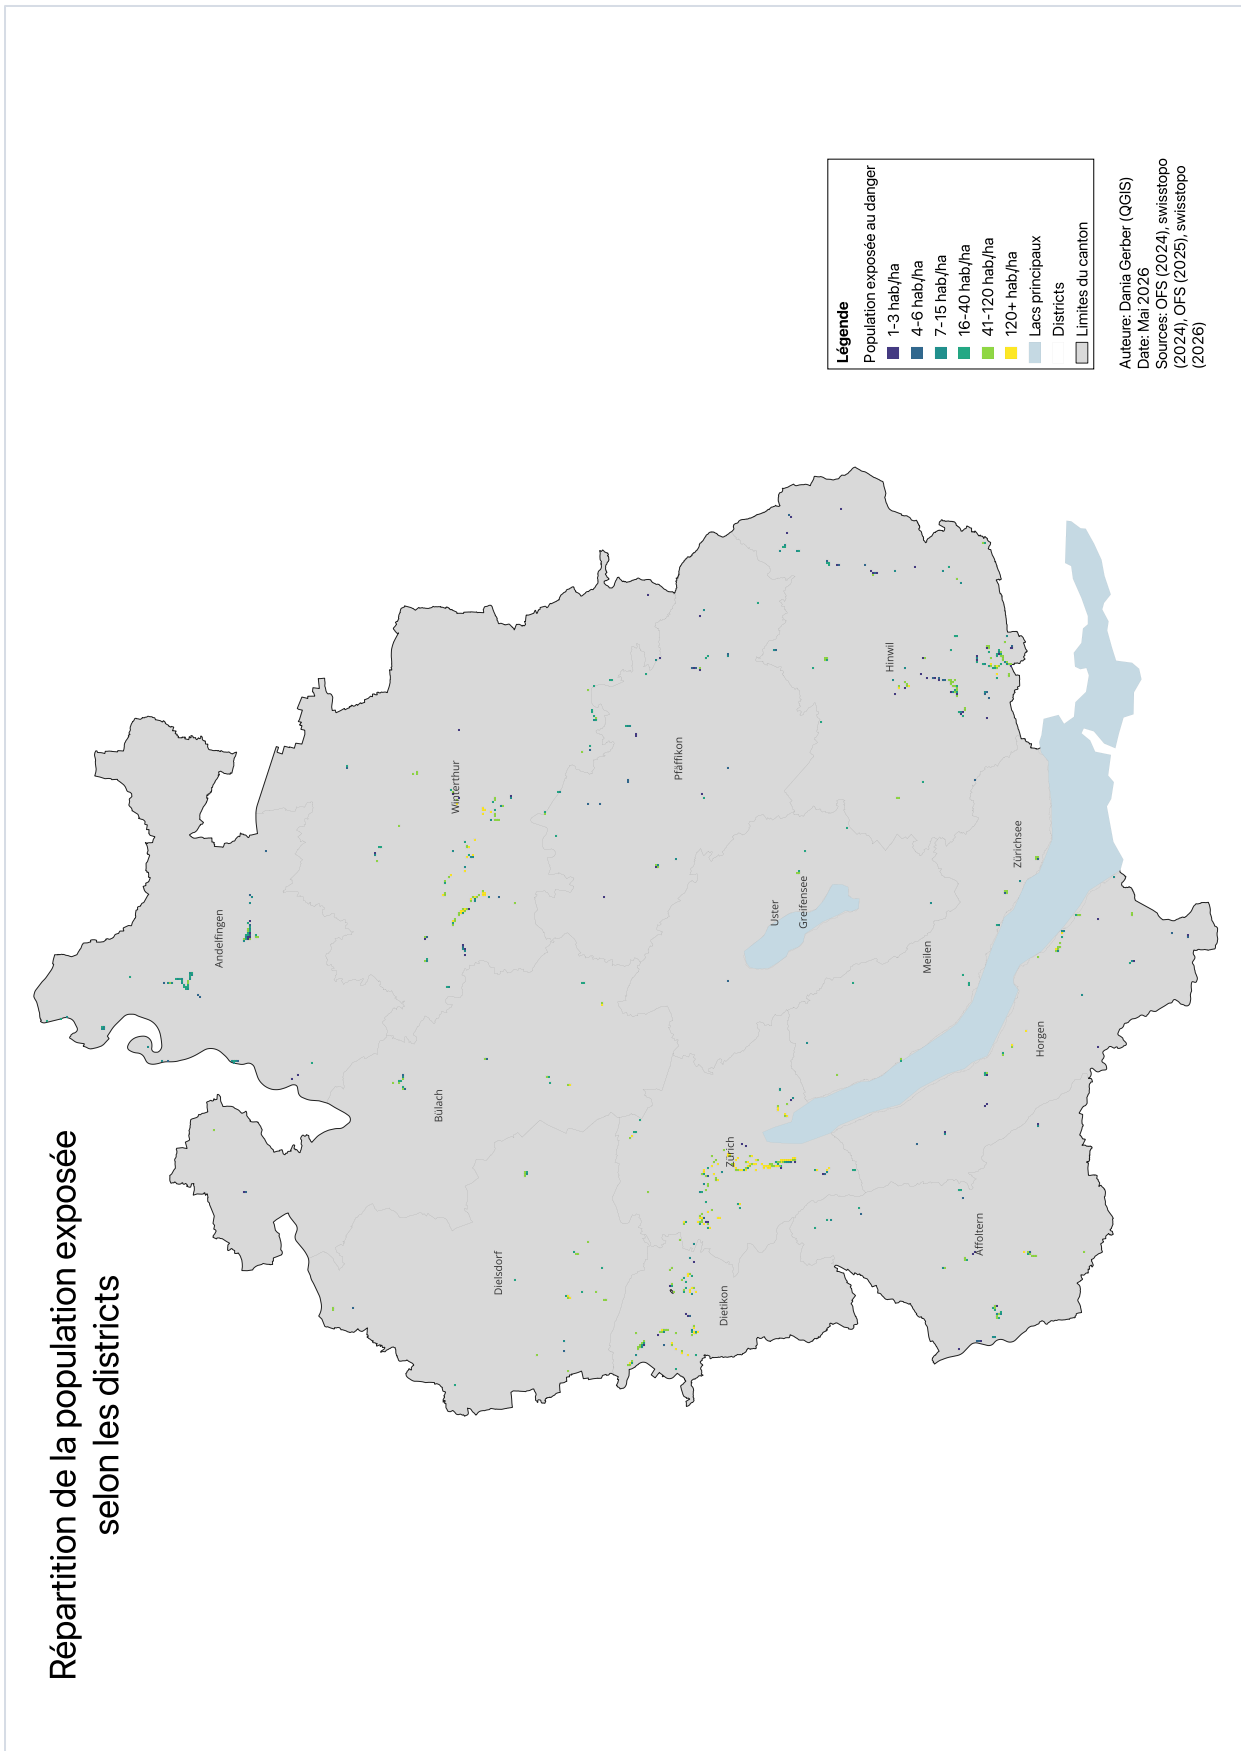 Répartition de la population exposée
selon les districts
Andelfingen
Winterthur
Bülach
Dielsdorf
Pfäffikon
Hinwil
Uster
Greifensee
Zürich
Dietikon
Meilen
Zürichsee
Horgen
Affoltern
Légende
Population exposée au danger
1-3 hab/ha
4-6 hab/ha
7-15 hab/ha
16-40 hab/ha
41-120 hab/ha
120+ hab/ha
Lacs principaux
Districts
Limites du canton
Auteure: Dania Gerber (QGIS)
Date: Mai 2026
Sources: OFS (2024), swisstopo
(2024), OFS (2025), swisstopo
(2026)